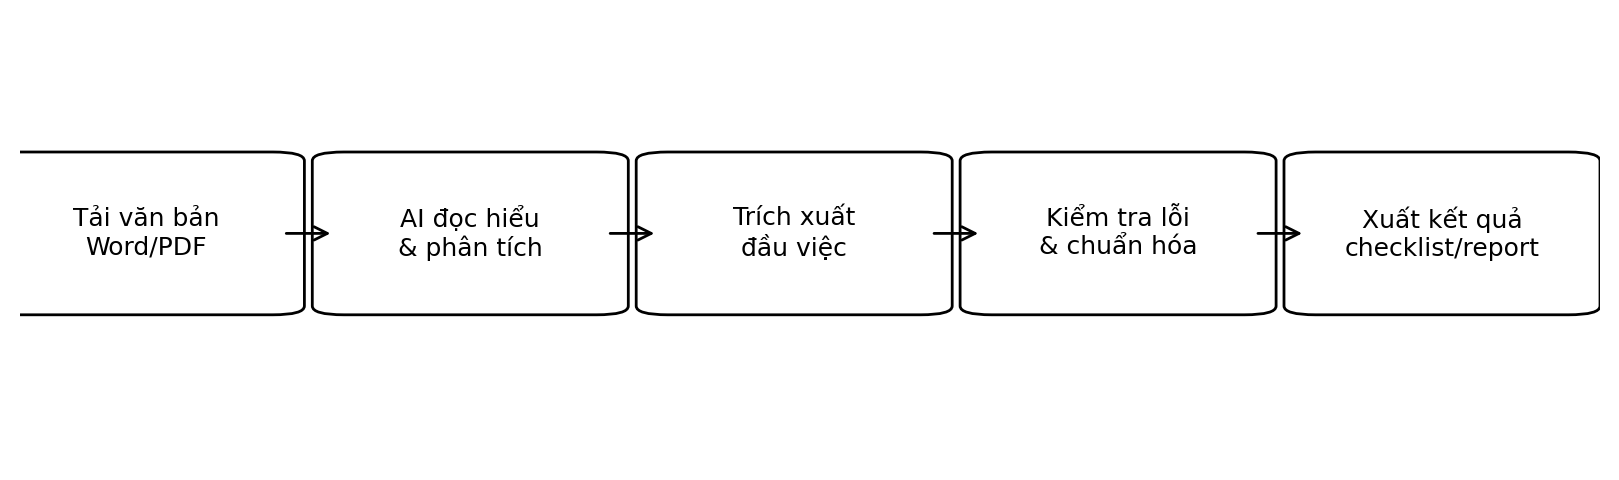 Tải văn bản
Word/PDF
AI đọc hiểu
& phân tích
Trích xuất
đầu việc
Kiểm tra lỗi
& chuẩn hóa
Xuất kết quả
checklist/report